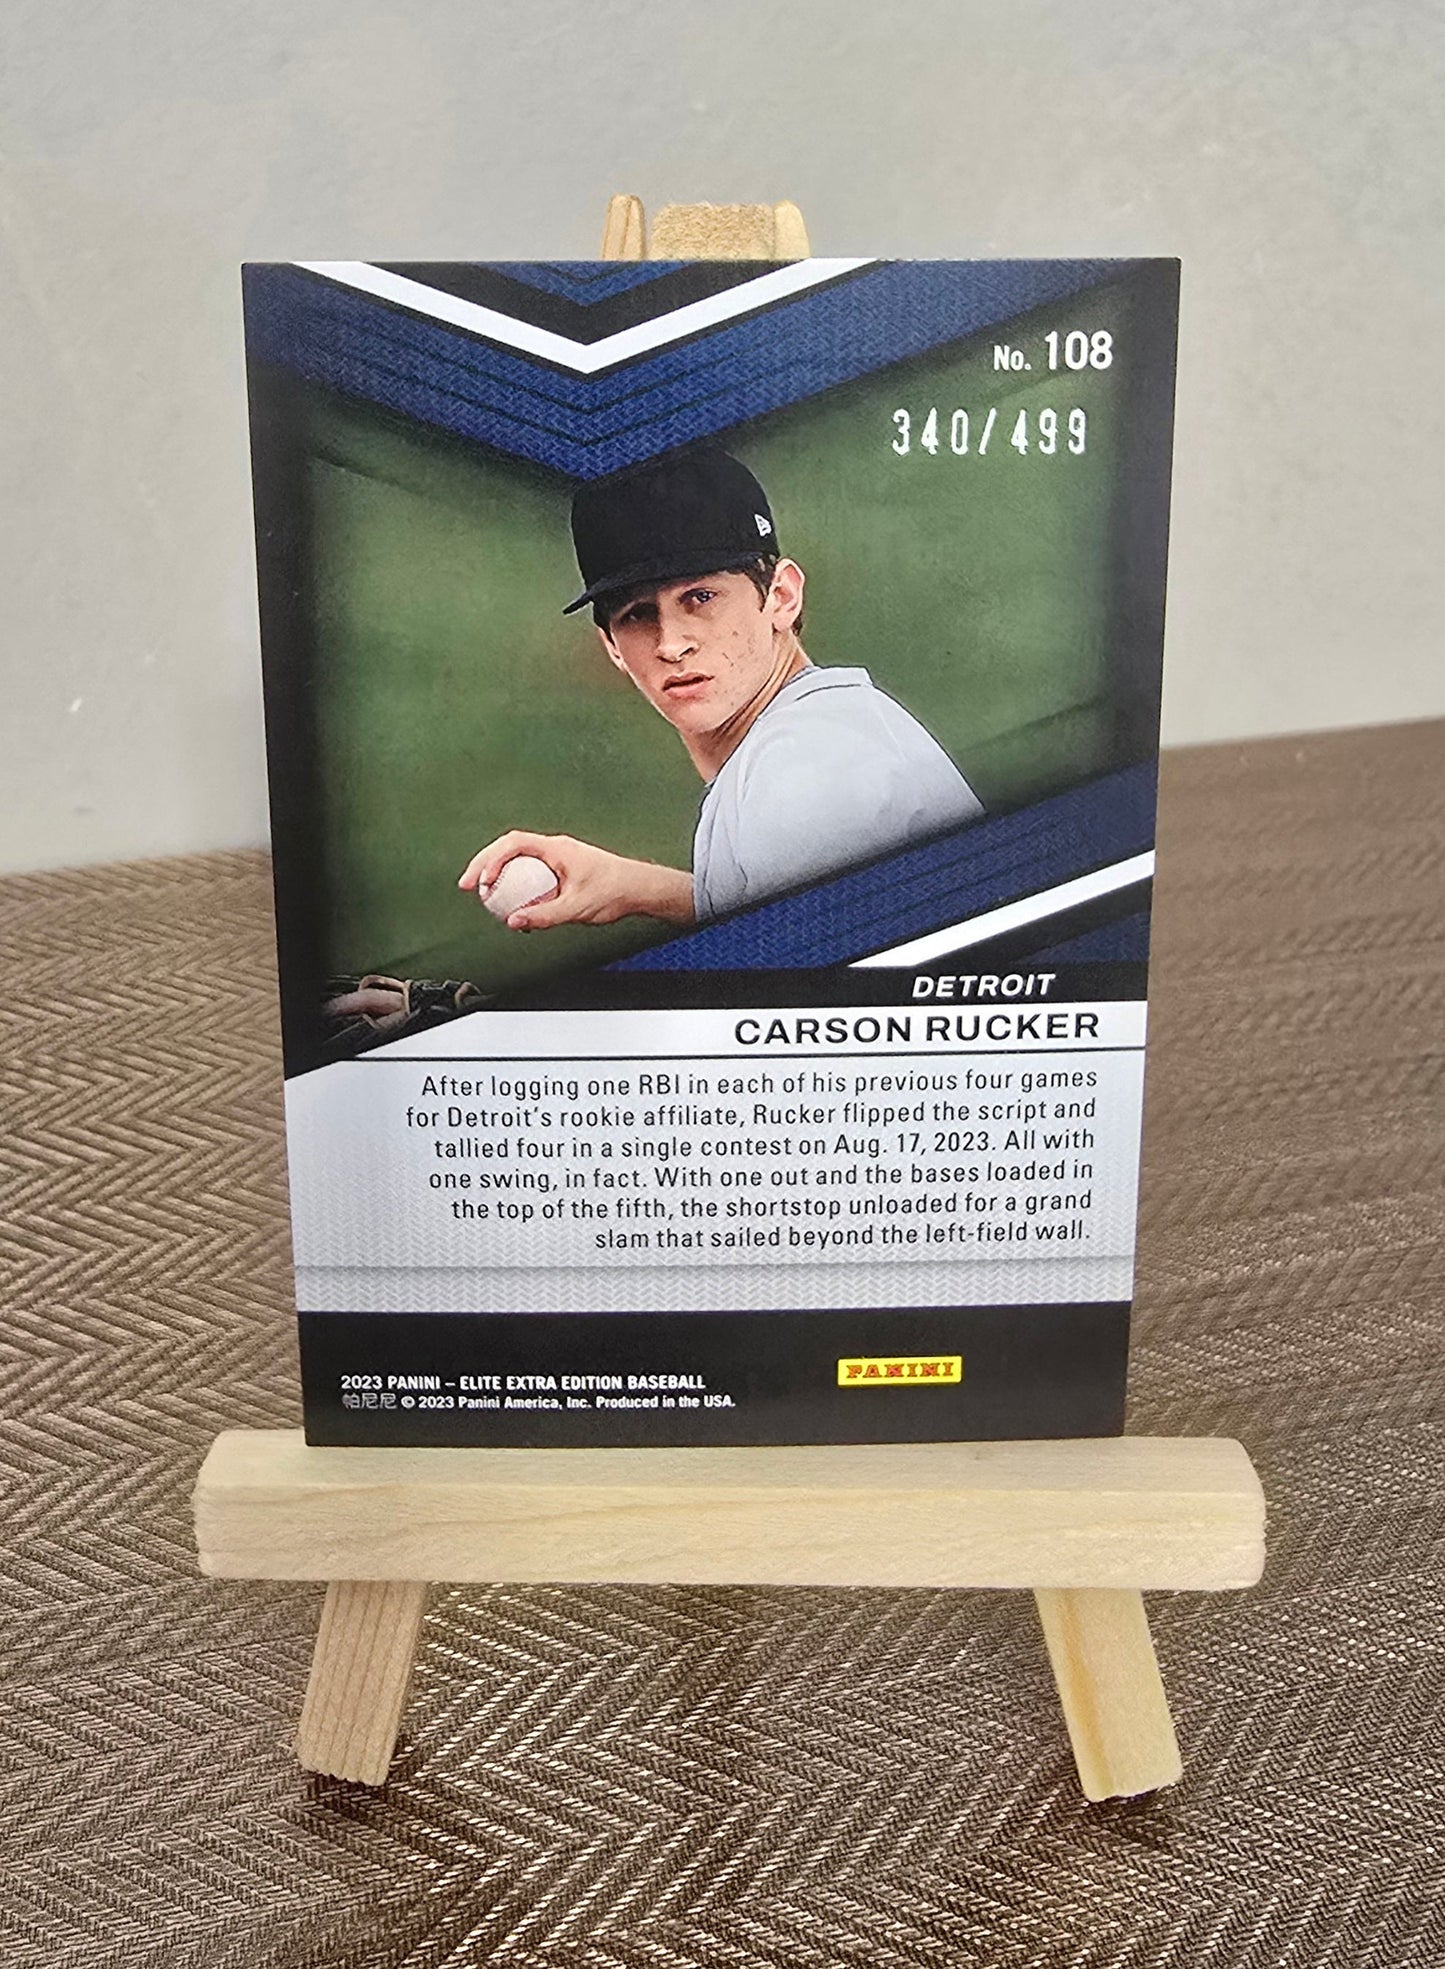 No. 108
340/499
DETROIT
CARSON RUCKER
After logging one RBI in each of his previous four games
for Detroit's rookie affiliate, Rucker flipped the script and
tallied four in a single contest on Aug. 17, 2023. All with
one swing, in fact. With one out and the bases loaded in
the top of the fifth, the shortstop unloaded for a grand
slam that sailed beyond the left-field wall.
PANINI
2023 PANINI – ELITE EXTRA EDITION BASEBALL
帕尼尼 © 2023 Panini America, Inc. Produced in the USA.